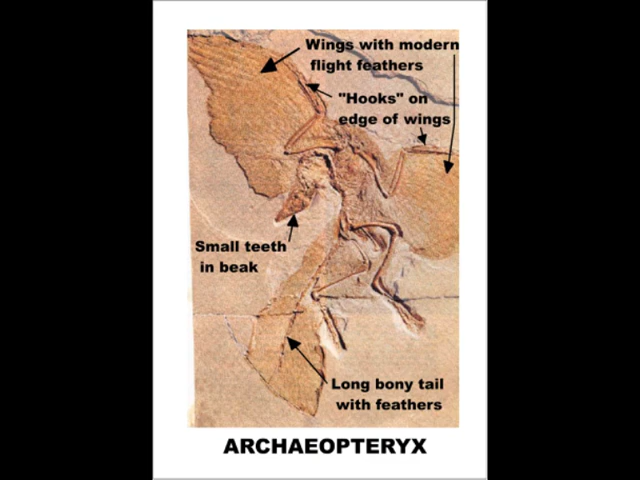 Wings with modern
flight feathers
"Hooks" on
edge of wings
Small teeth
in beak
Long bony tail
with feathers
ARCHAEOPTERYX